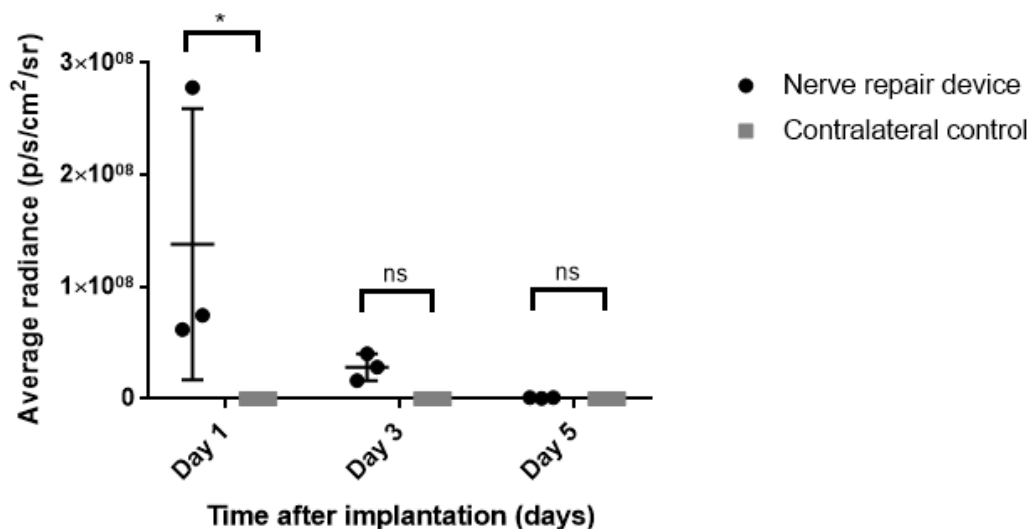 *
3×10⁰⁸
Nerve repair device
Contralateral control
2×10⁰⁸
ns
ns
1×10⁰⁸
0
Average radiance (p/s/cm²/sr)
Day 1
Day 3
Day 5
Time after implantation (days)